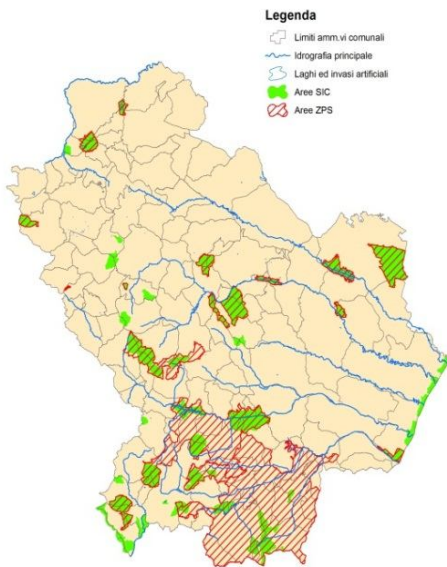 Legenda
Limiti amm.vi comunali
Idrografia principale
Laghi ed invasi artificiali
Aree SIC
Aree ZPS